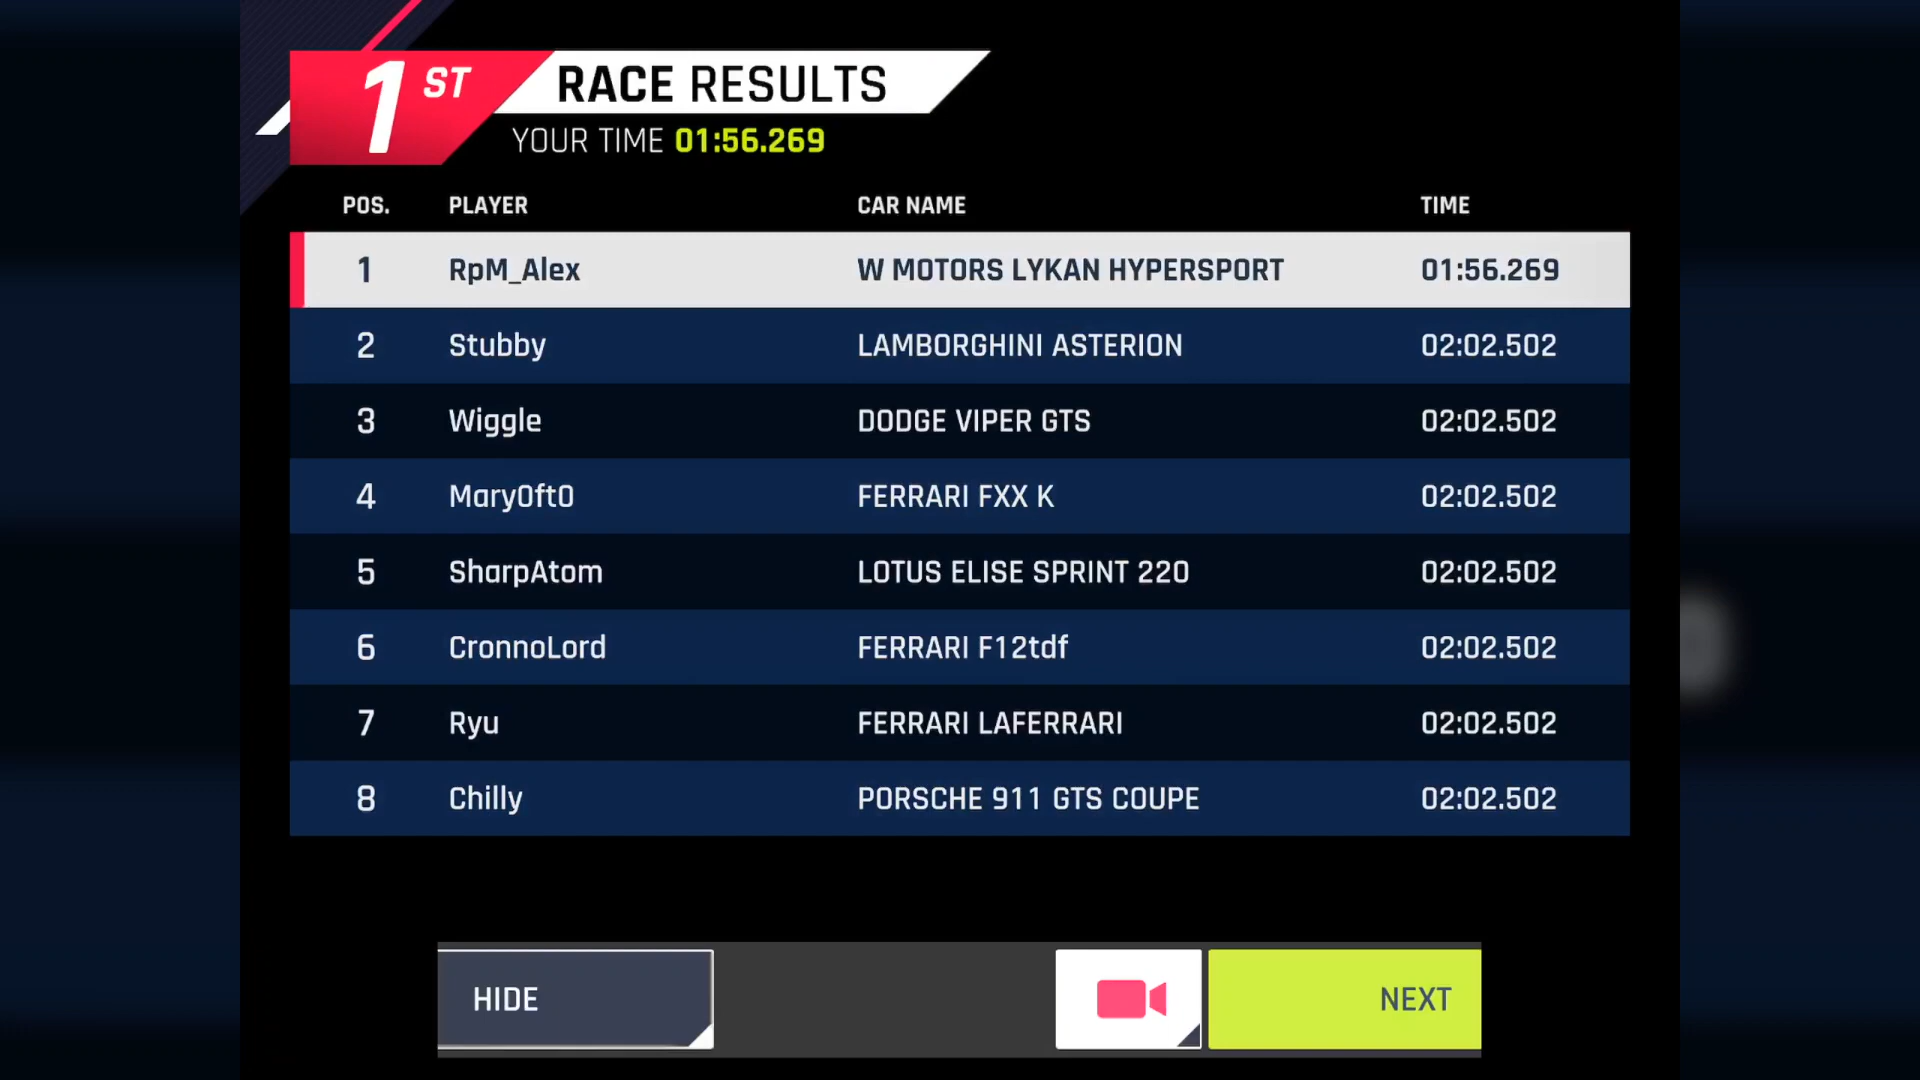 1ST RACE RESULTS
YOUR TIME 01:56.269
POS. PLAYER CAR NAME TIME
1 RpM_Alex W MOTORS LYKAN HYPERSPORT 01:56.269
2 Stubby LAMBORGHINI ASTERION 02:02.502
3 Wiggle DODGE VIPER GTS 02:02.502
4 Mary0ft0 FERRARI FXX K 02:02.502
5 SharpAtom LOTUS ELISE SPRINT 220 02:02.502
6 CronnoLord FERRARI F12tdf 02:02.502
7 Ryu FERRARI LAFERRARI 02:02.502
8 Chilly PORSCHE 911 GTS COUPE 02:02.502
HIDE NEXT